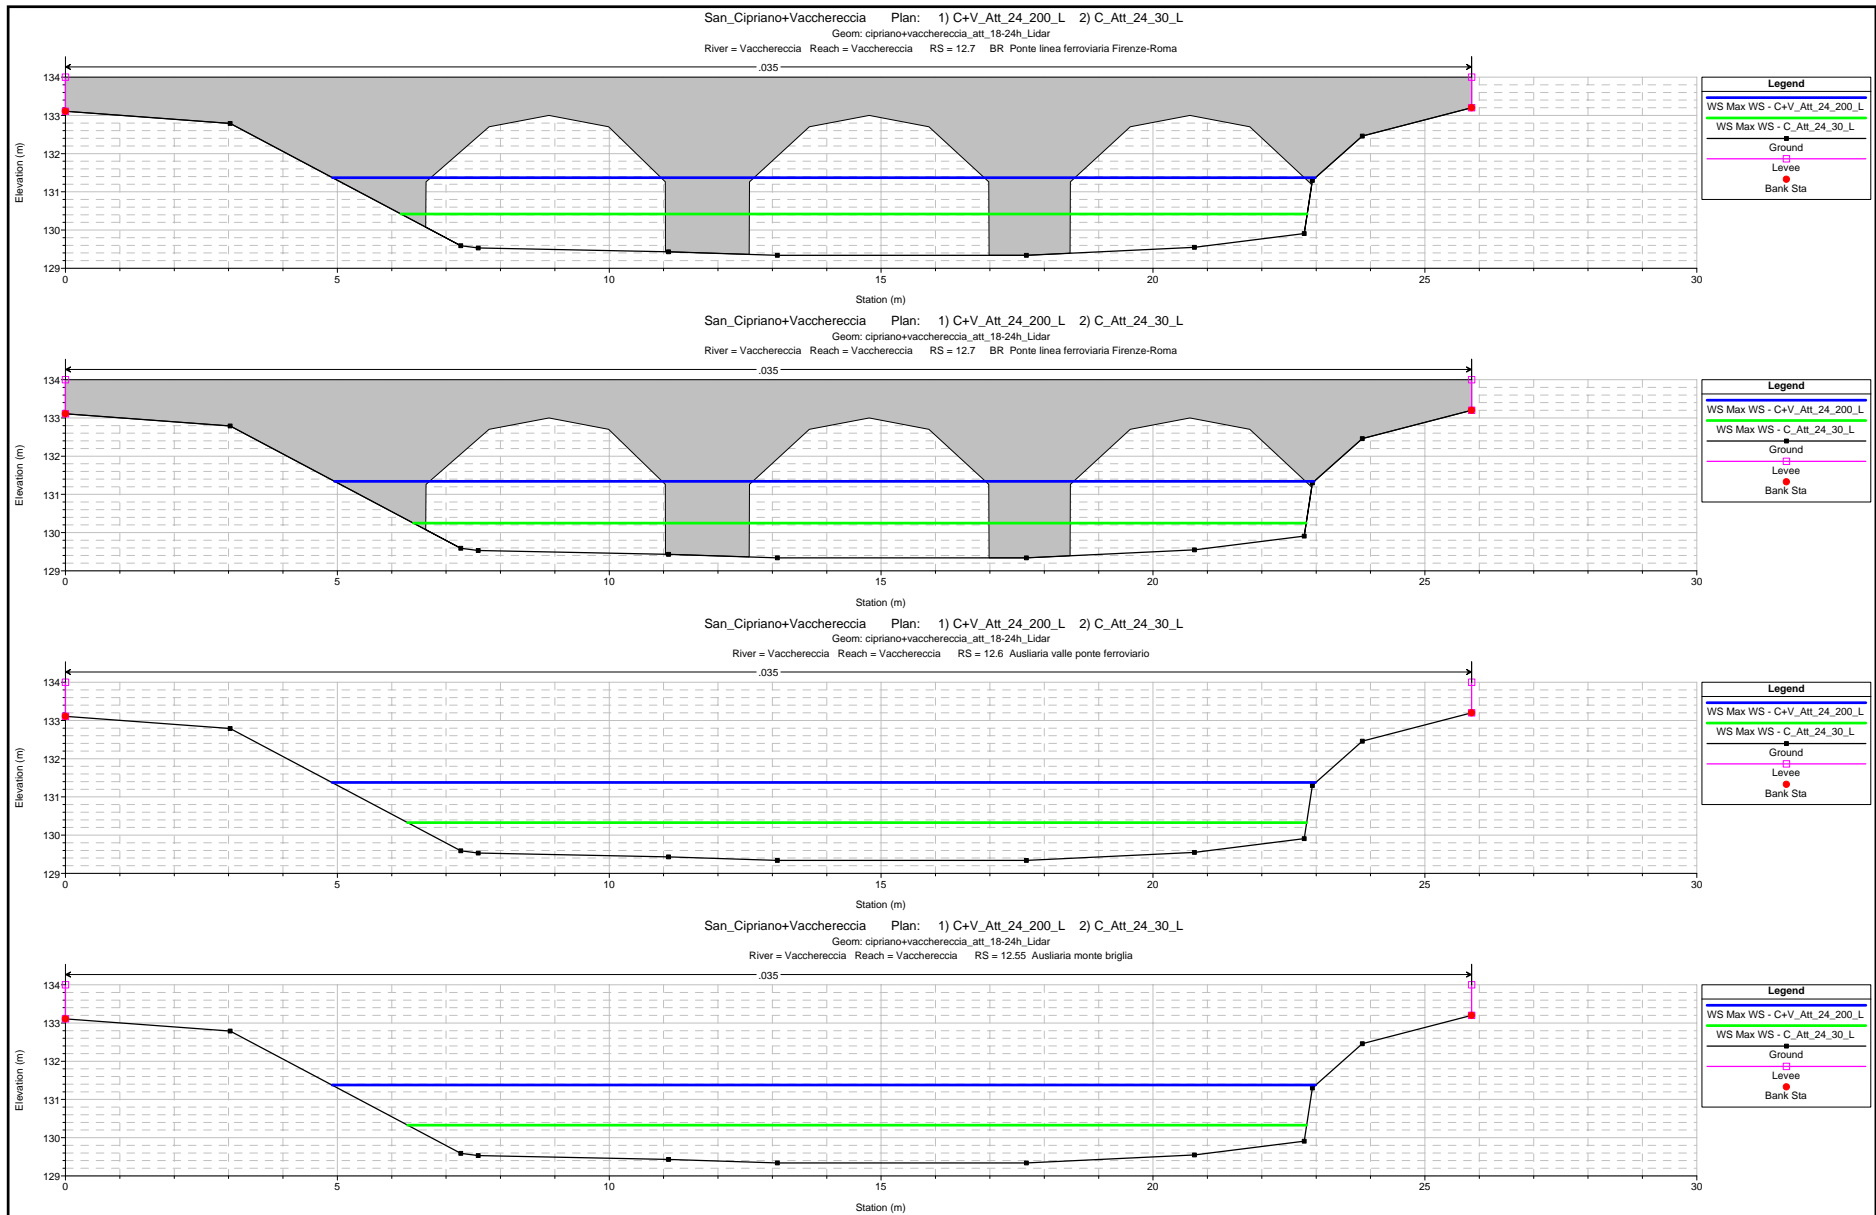 San_Cipriano+Vacchereccia Plan: 1) C+V_Att_24_200_L 2) C_Att_24_30_L
Geom: cipriano+vacchereccia_att_18-24h_Lidar
River = Vacchereccia Reach = Vacchereccia RS = 12.7 BR Ponte linea ferroviaria Firenze-Roma
.035
134
133
132
131
130
129
Elevation (m)
0 5 10 15 20 25 30
Station (m)
Legend
WS Max WS - C+V_Att_24_200_L
WS Max WS - C_Att_24_30_L
Ground
Levee
Bank Sta
San_Cipriano+Vacchereccia Plan: 1) C+V_Att_24_200_L 2) C_Att_24_30_L
Geom: cipriano+vacchereccia_att_18-24h_Lidar
River = Vacchereccia Reach = Vacchereccia RS = 12.7 BR Ponte linea ferroviaria Firenze-Roma
.035
134
133
132
131
130
129
Elevation (m)
0 5 10 15 20 25 30
Station (m)
Legend
WS Max WS - C+V_Att_24_200_L
WS Max WS - C_Att_24_30_L
Ground
Levee
Bank Sta
San_Cipriano+Vacchereccia Plan: 1) C+V_Att_24_200_L 2) C_Att_24_30_L
Geom: cipriano+vacchereccia_att_18-24h_Lidar
River = Vacchereccia Reach = Vacchereccia RS = 12.6 Ausliaria valle ponte ferroviario
.035
134
133
132
131
130
129
Elevation (m)
0 5 10 15 20 25 30
Station (m)
Legend
WS Max WS - C+V_Att_24_200_L
WS Max WS - C_Att_24_30_L
Ground
Levee
Bank Sta
San_Cipriano+Vacchereccia Plan: 1) C+V_Att_24_200_L 2) C_Att_24_30_L
Geom: cipriano+vacchereccia_att_18-24h_Lidar
River = Vacchereccia Reach = Vacchereccia RS = 12.55 Ausliaria monte briglia
.035
134
133
132
131
130
129
Elevation (m)
0 5 10 15 20 25 30
Station (m)
Legend
WS Max WS - C+V_Att_24_200_L
WS Max WS - C_Att_24_30_L
Ground
Levee
Bank Sta